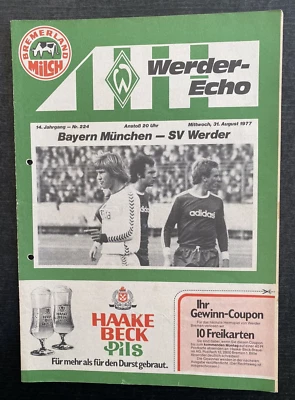 BREMERLAND
MILCH
W
Werder-
Echo
14. Jahrgang – Nr. 224
Anstoß 20 Uhr
Mittwoch, 31. August 1977
Bayern München – SV Werder
adidas
adidas
HAAKE
BECK
Pils
Für mehr als für den Durst gebraut.
Ihr
Gewinn-Coupon
10 Freikarten